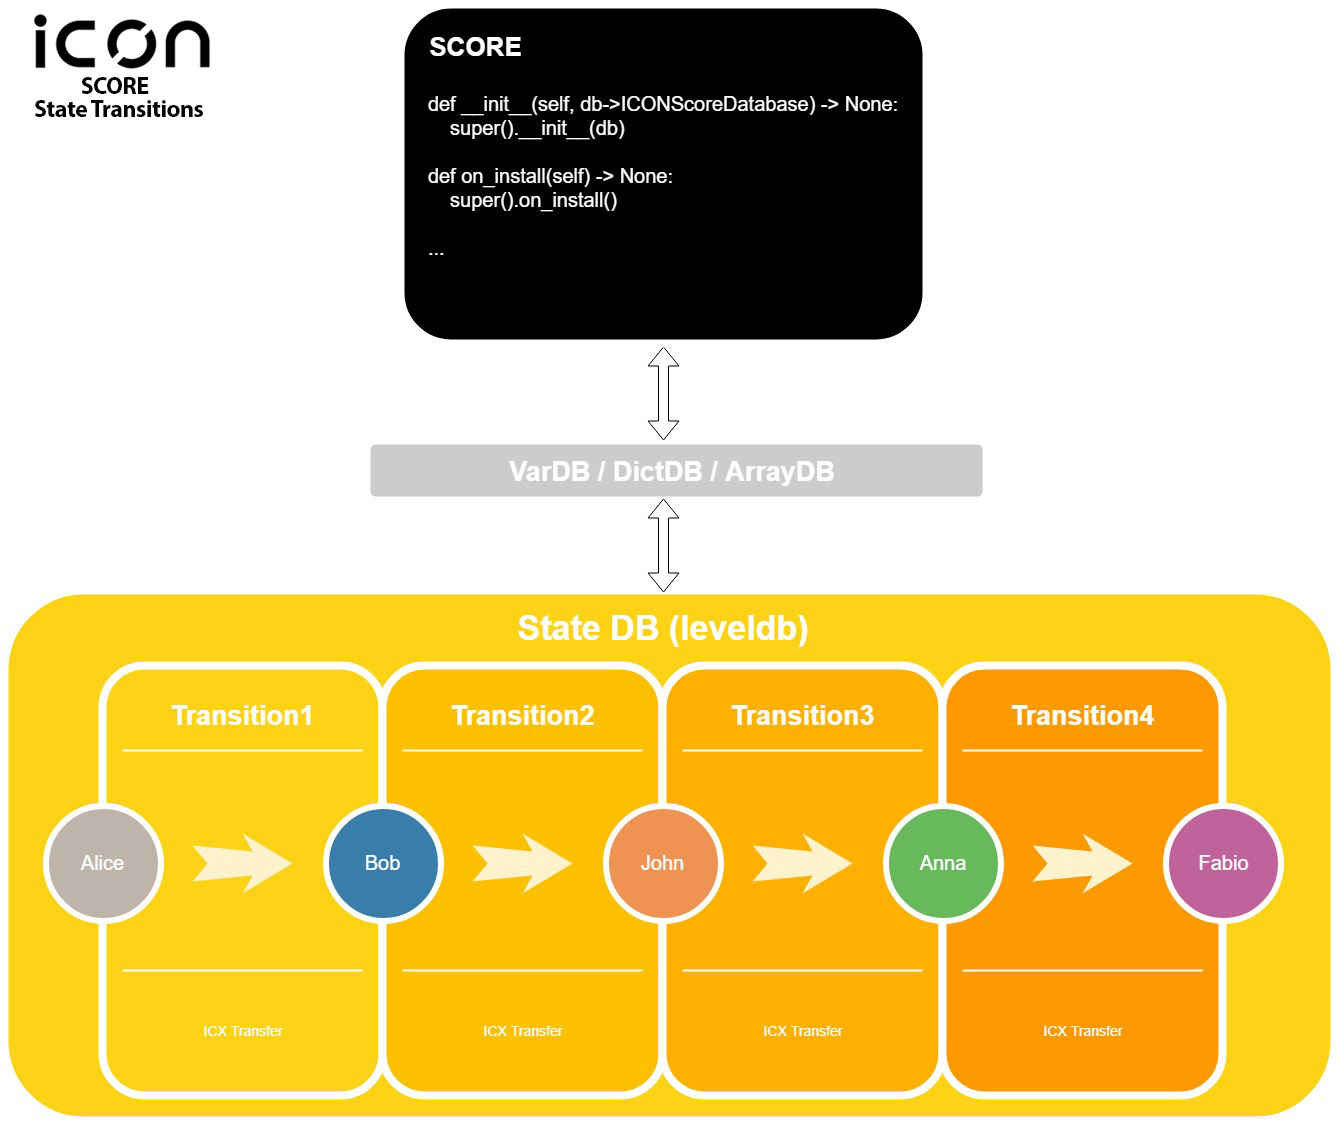 icon
SCORE
State Transitions
SCORE
def __init__(self, db->ICONScoreDatabase) -> None:
super().__init__(db)
def on_install(self) -> None:
super().on_install()
...
VarDB / DictDB / ArrayDB
State DB (leveldb)
Transition1
Transition2
Transition3
Transition4
Alice
Bob
John
Anna
Fabio
ICX Transfer
ICX Transfer
ICX Transfer
ICX Transfer